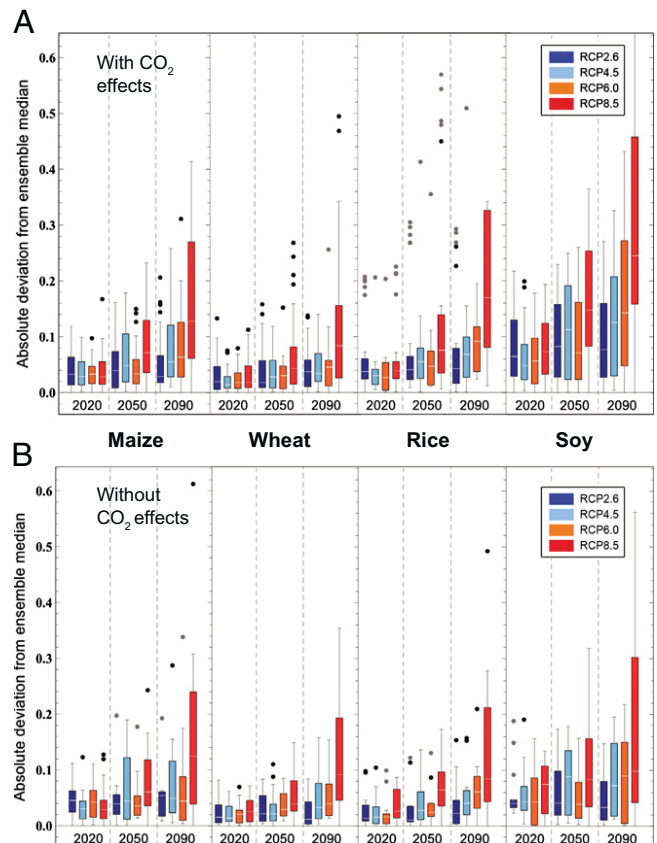 A
With CO2
effects
RCP2.6
RCP4.5
RCP6.0
RCP8.5
Absolute deviation from ensemble median
0.6
0.5
0.4
0.3
0.2
0.1
0.0
2020 2050 2090 2020 2050 2090 2020 2050 2090 2020 2050 2090
Maize Wheat Rice Soy
B
Without
CO2 effects
RCP2.6
RCP4.5
RCP6.0
RCP8.5
Absolute deviation from ensemble median
0.6
0.5
0.4
0.3
0.2
0.1
0.0
2020 2050 2090 2020 2050 2090 2020 2050 2090 2020 2050 2090